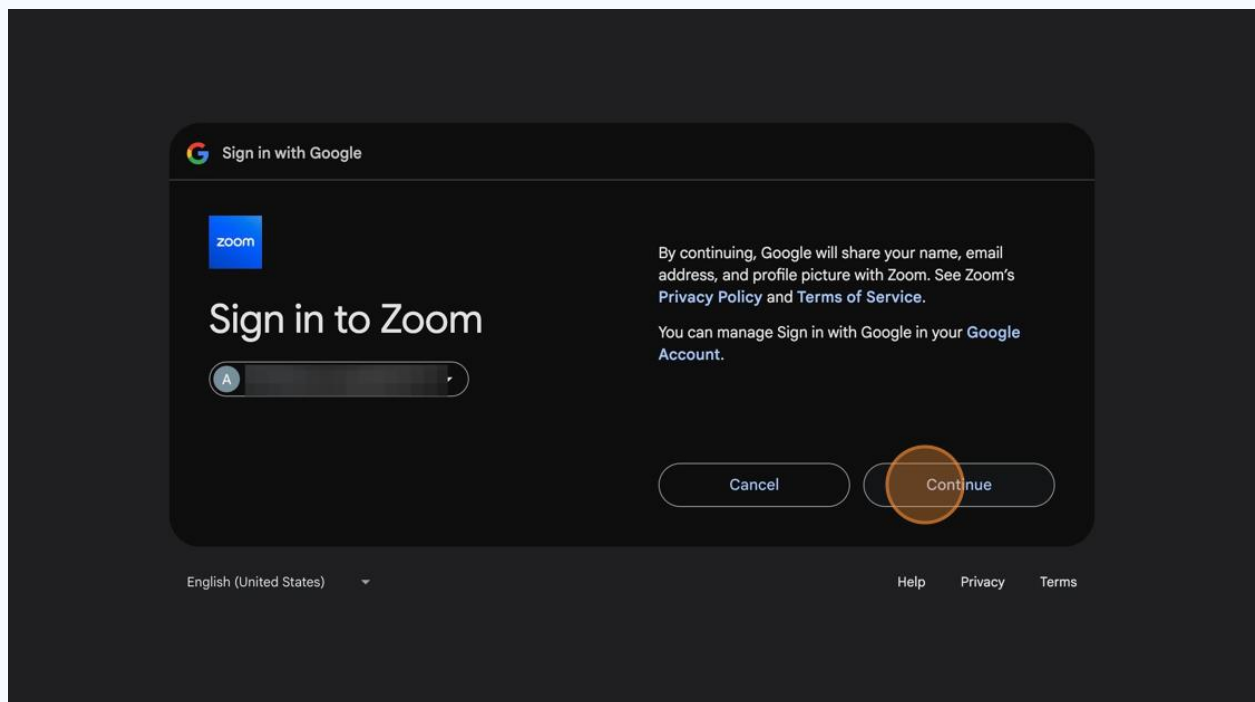 Sign in with Google
zoom
Sign in to Zoom
A
By continuing, Google will share your name, email
address, and profile picture with Zoom. See Zoom's
Privacy Policy and Terms of Service.
You can manage Sign in with Google in your Google
Account.
Cancel
Continue
English (United States)
Help
Privacy
Terms